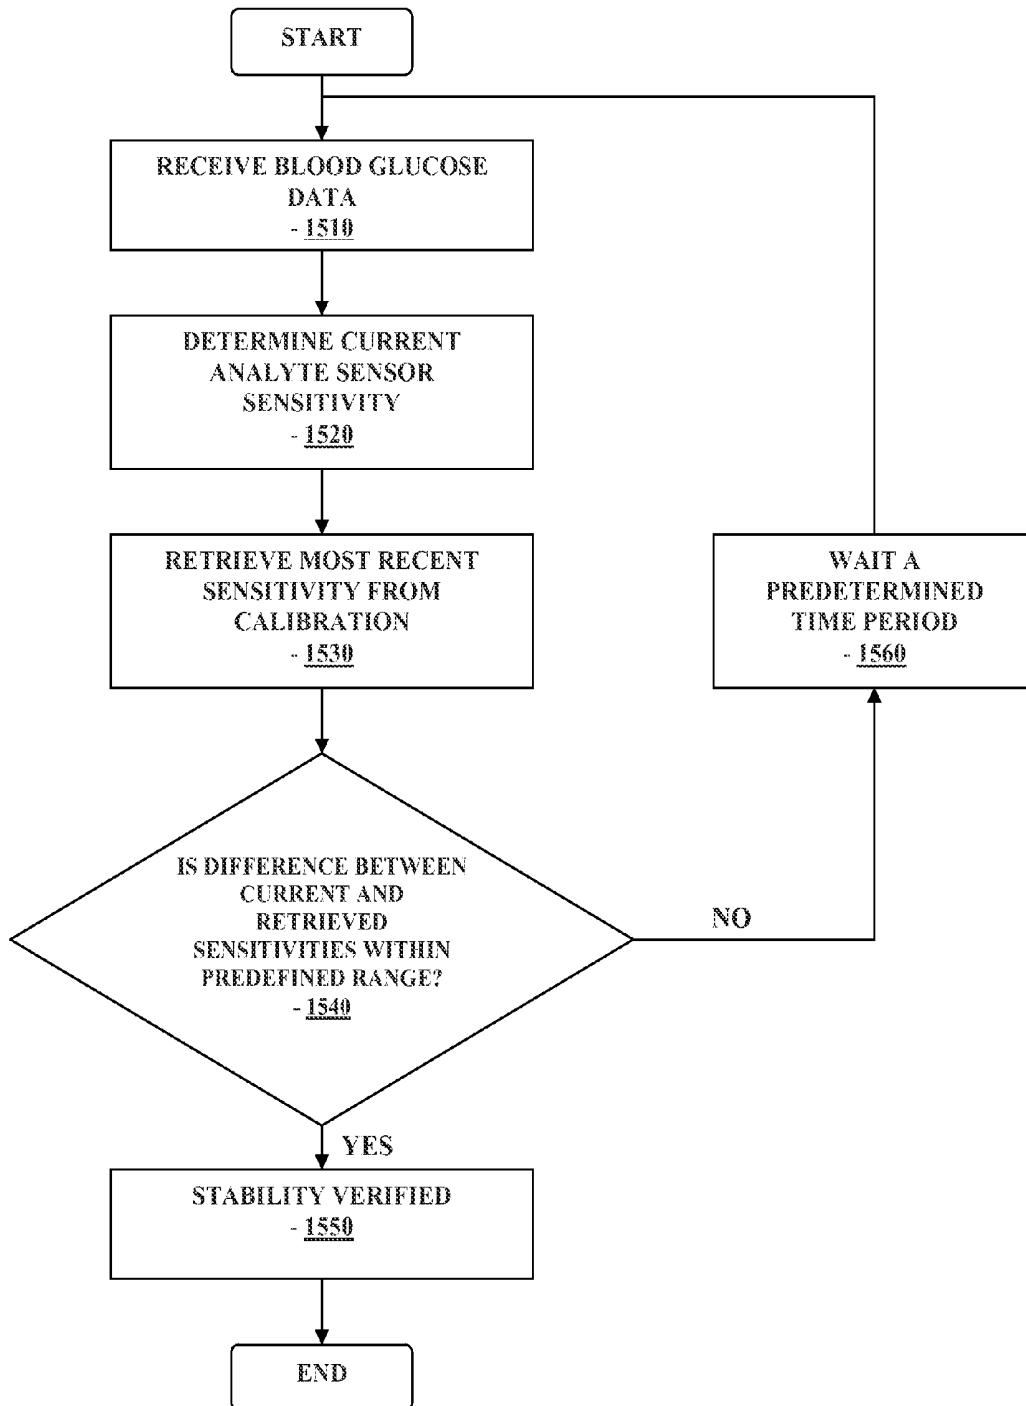 START
RECEIVE BLOOD GLUCOSE
DATA
- 1510
DETERMINE CURRENT
ANALYTE SENSOR
SENSITIVITY
- 1520
RETRIEVE MOST RECENT
SENSITIVITY FROM
CALIBRATION
- 1530
WAIT A
PREDETERMINED
TIME PERIOD
- 1560
IS DIFFERENCE BETWEEN
CURRENT AND
RETRIEVED
SENSITIVITIES WITHIN
PREDEFINED RANGE?
- 1540
NO
YES
STABILITY VERIFIED
- 1550
END